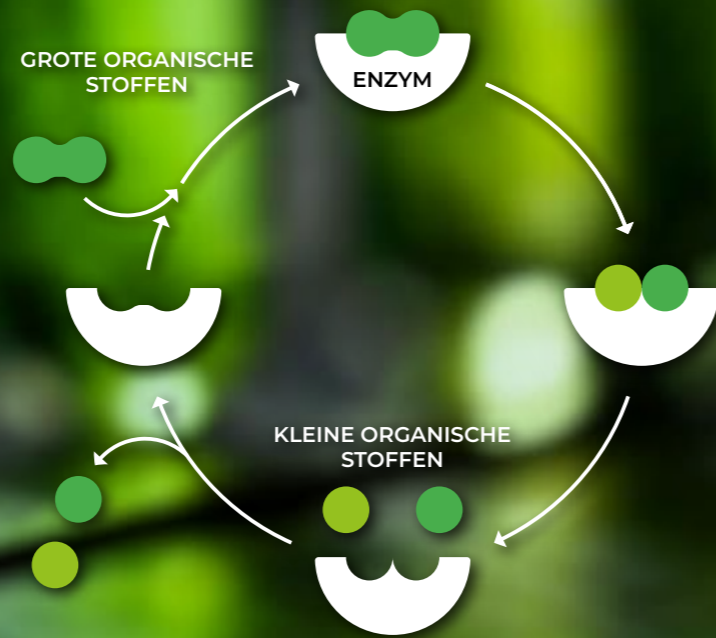 GROTE ORGANISCHE
STOFFEN
ENZYM
KLEINE ORGANISCHE
STOFFEN